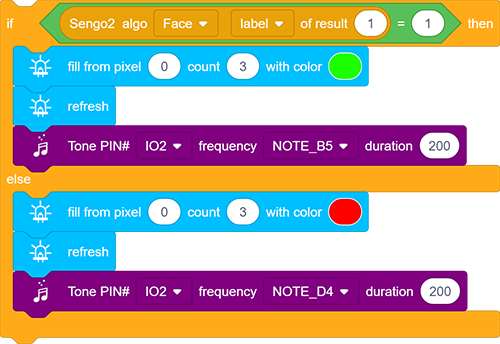 if Sengo2 algo Face label of result 1 = 1 then
fill from pixel 0 count 3 with color
refresh
Tone PIN# IO2 frequency NOTE_B5 duration 200
else
fill from pixel 0 count 3 with color
refresh
Tone PIN# IO2 frequency NOTE_D4 duration 200